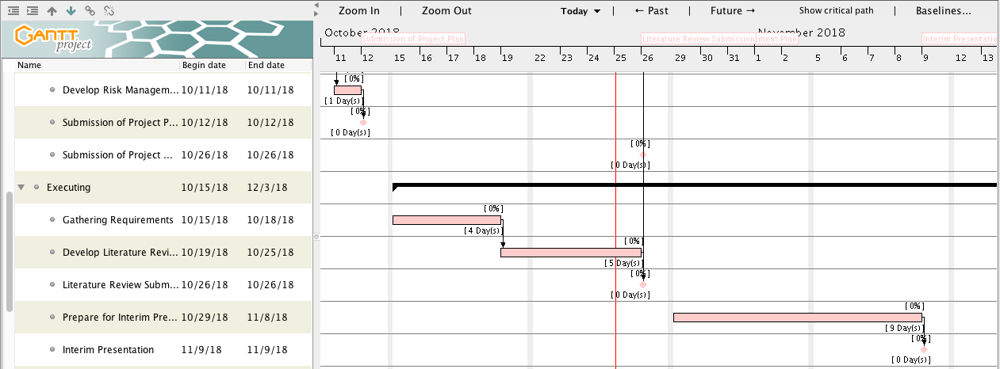 Zoom In | Zoom Out Today ← Past | Future → Show critical path | Baselines...
GANTT
project
October 2018 November 2018
Submission of Project Plan Literature Review Submission ment Plan Interim Presentatio
Name Begin date End date
11 12 15 16 17 18 19 22 23 24 25 26 29 30 31 1 2 5 6 7 8 9 12 13
[ 0% ]
Develop Risk Managem... 10/11/18 10/11/18
[ 1 Day(s) ]
[ 0% ]
Submission of Project P... 10/12/18 10/12/18
[ 0 Day(s) ]
[ 0% ]
Submission of Project ... 10/26/18 10/26/18
[ 0 Day(s) ]
Executing 10/15/18 12/3/18
[ 0% ]
Gathering Requirements 10/15/18 10/18/18
[ 4 Day(s) ]
[ 0% ]
Develop Literature Revi... 10/19/18 10/25/18
[ 5 Day(s) ]
[ 0% ]
Literature Review Subm... 10/26/18 10/26/18
[ 0 Day(s) ]
[ 0% ]
Prepare for Interim Pre... 10/29/18 11/8/18
[ 9 Day(s) ]
[ 0% ]
Interim Presentation 11/9/18 11/9/18
[ 0 Day(s) ]